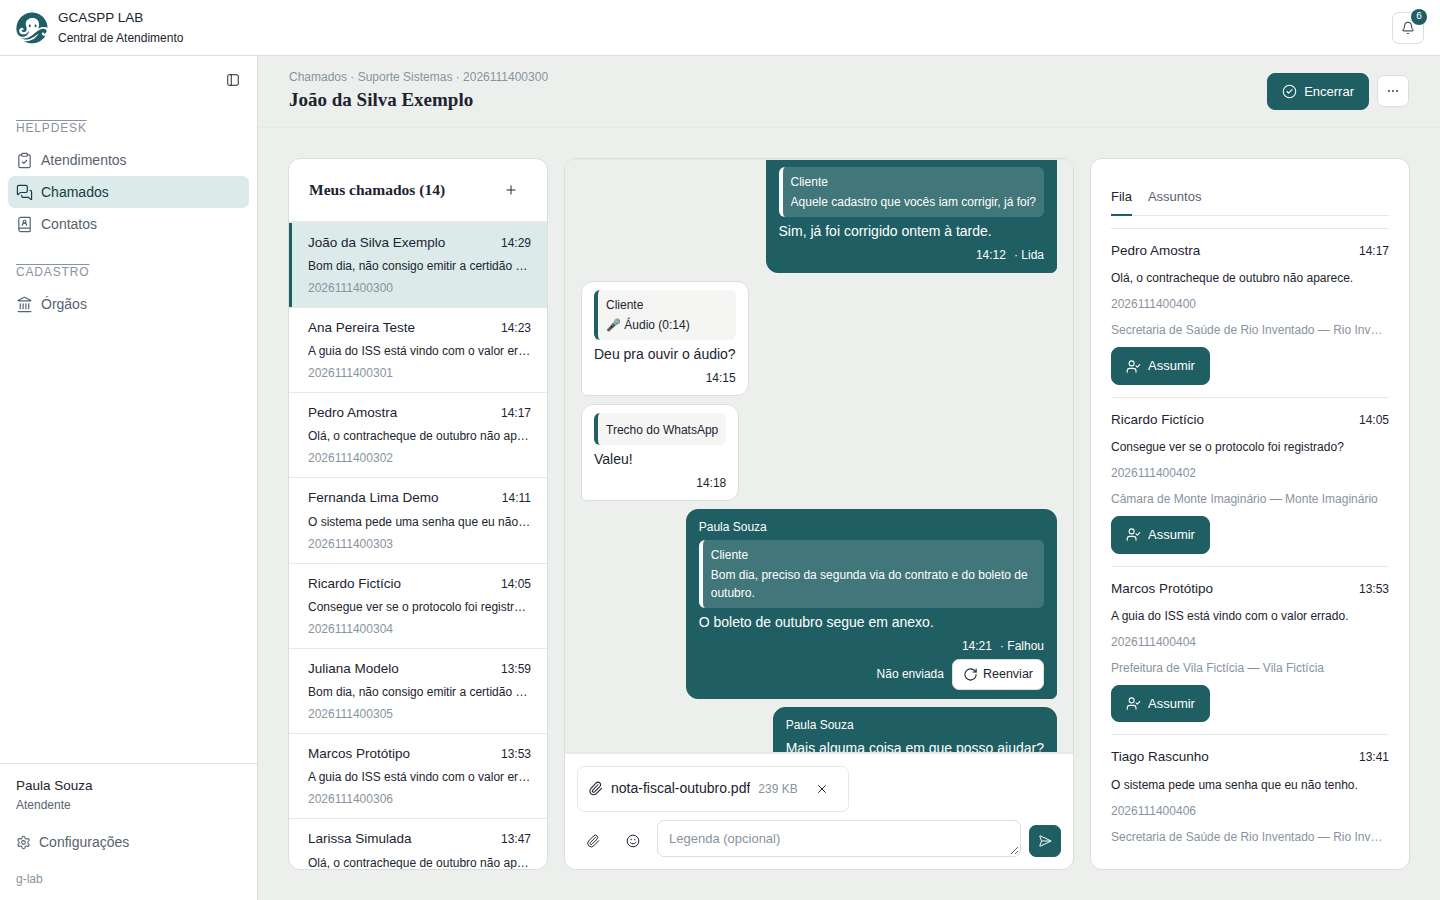 GCASPP LAB
Central de Atendimento
6
HELPDESK
Atendimentos
Chamados
Contatos
CADASTRO
Órgãos
Paula Souza
Atendente
Configurações
g-lab
Chamados · Suporte Sistemas · 2026111400300
João da Silva Exemplo
Encerrar
Meus chamados (14)
João da Silva Exemplo 14:29
Bom dia, não consigo emitir a certidão …
2026111400300
Ana Pereira Teste 14:23
A guia do ISS está vindo com o valor er…
2026111400301
Pedro Amostra 14:17
Olá, o contracheque de outubro não ap…
2026111400302
Fernanda Lima Demo 14:11
O sistema pede uma senha que eu não…
2026111400303
Ricardo Fictício 14:05
Consegue ver se o protocolo foi registr…
2026111400304
Juliana Modelo 13:59
Bom dia, não consigo emitir a certidão …
2026111400305
Marcos Protótipo 13:53
A guia do ISS está vindo com o valor er…
2026111400306
Larissa Simulada 13:47
Olá, o contracheque de outubro não ap…
Cliente
Aquele cadastro que vocês iam corrigir, já foi?
Sim, já foi corrigido ontem à tarde.
14:12 · Lida
Cliente
🎤 Áudio (0:14)
Deu pra ouvir o áudio?
14:15
Trecho do WhatsApp
Valeu!
14:18
Paula Souza
Cliente
Bom dia, preciso da segunda via do contrato e do boleto de
outubro.
O boleto de outubro segue em anexo.
14:21 · Falhou
Não enviada Reenviar
Paula Souza
Mais alguma coisa em que posso ajudar?
nota-fiscal-outubro.pdf 239 KB
Legenda (opcional)
Fila Assuntos
Pedro Amostra 14:17
Olá, o contracheque de outubro não aparece.
2026111400400
Secretaria de Saúde de Rio Inventado — Rio Inv…
Assumir
Ricardo Fictício 14:05
Consegue ver se o protocolo foi registrado?
2026111400402
Câmara de Monte Imaginário — Monte Imaginário
Assumir
Marcos Protótipo 13:53
A guia do ISS está vindo com o valor errado.
2026111400404
Prefeitura de Vila Fictícia — Vila Fictícia
Assumir
Tiago Rascunho 13:41
O sistema pede uma senha que eu não tenho.
2026111400406
Secretaria de Saúde de Rio Inventado — Rio Inv…